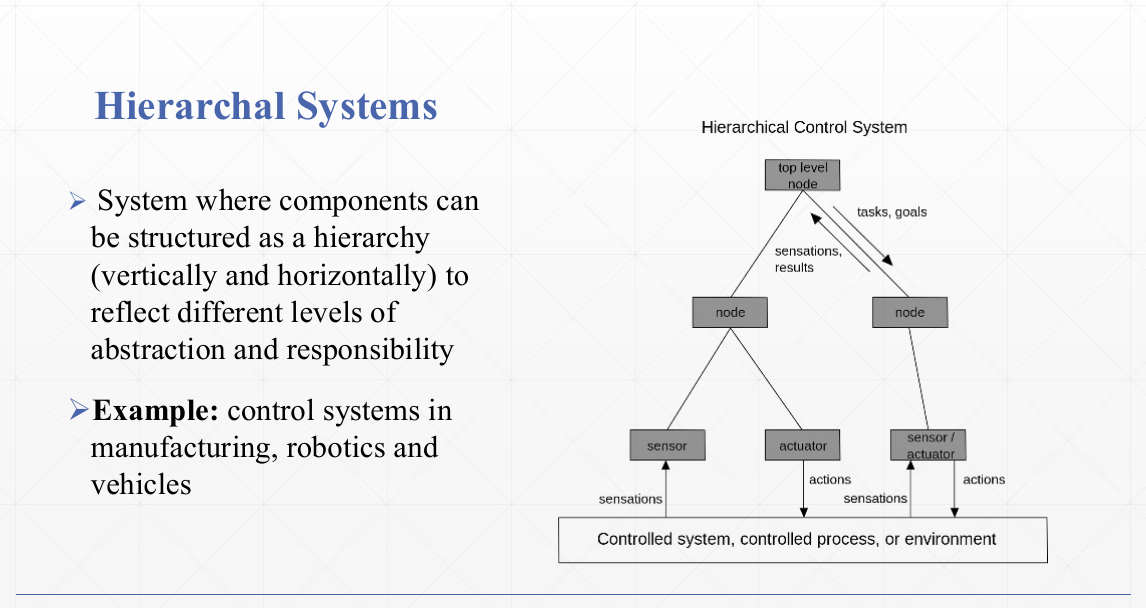 Hierarchal Systems
System where components can
be structured as a hierarchy
(vertically and horizontally) to
reflect different levels of
abstraction and responsibility
Example: control systems in
manufacturing, robotics and
vehicles
Hierarchical Control System
top level
node
tasks, goals
sensations,
results
node
node
sensor
actuator
sensor /
actuator
sensations
actions
sensations
actions
Controlled system, controlled process, or environment